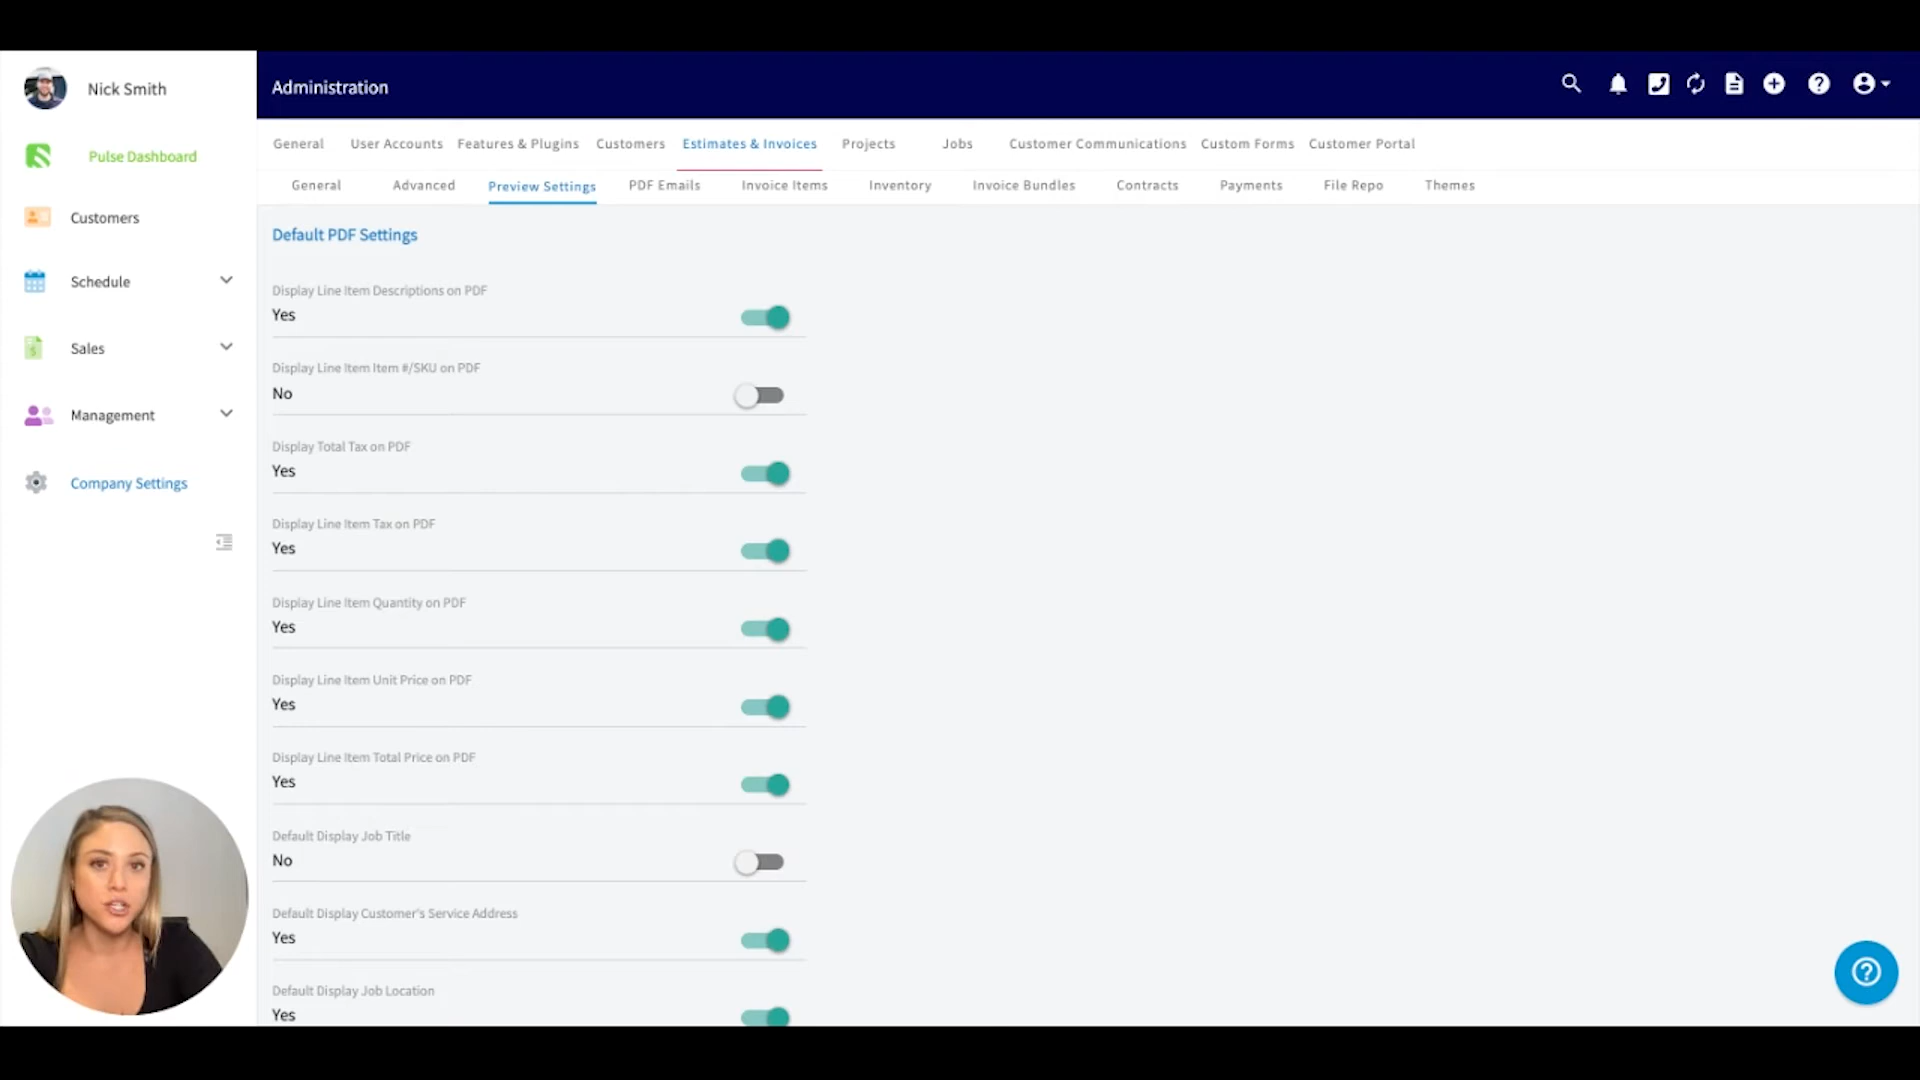 Nick Smith
Administration
Pulse Dashboard
Customers
Schedule
Sales
Management
Company Settings
General User Accounts Features & Plugins Customers Estimates & Invoices Projects Jobs Customer Communications Custom Forms Customer Portal
General Advanced Preview Settings PDF Emails Invoice Items Inventory Invoice Bundles Contracts Payments File Repo Themes
Default PDF Settings
Display Line Item Descriptions on PDF
Yes
Display Line Item Item #/SKU on PDF
No
Display Total Tax on PDF
Yes
Display Line Item Tax on PDF
Yes
Display Line Item Quantity on PDF
Yes
Display Line Item Unit Price on PDF
Yes
Display Line Item Total Price on PDF
Yes
Default Display Job Title
No
Default Display Customer's Service Address
Yes
Default Display Job Location
Yes